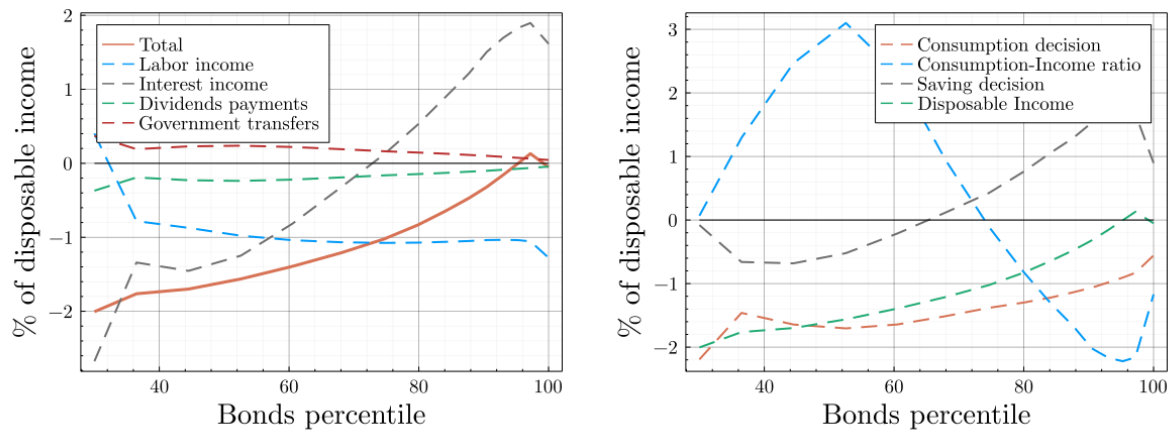 % of disposable income
2
1
0
−1
−2
Total
Labor income
Interest income
Dividends payments
Government transfers
40 60 80 100
Bonds percentile
% of disposable income
3
2
1
0
−1
−2
Consumption decision
Consumption-Income ratio
Saving decision
Disposable Income
40 60 80 100
Bonds percentile